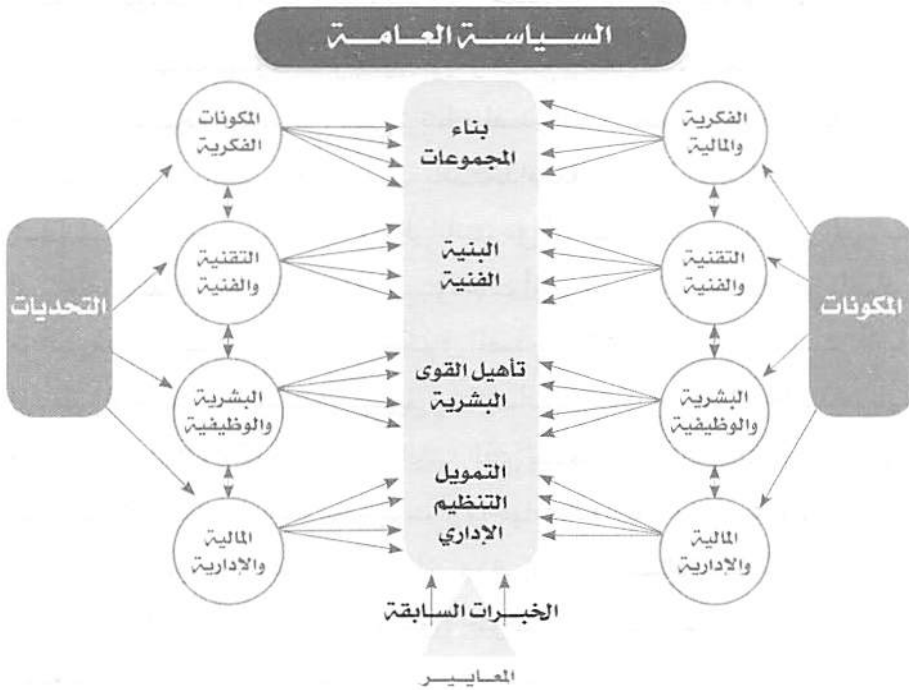 السياسة العامة
الفكرية
والمالية
بناء
المجموعات
المكونات
الفكرية
المكونات
التقنية
والفنية
البنية
الفنية
التقنية
والفنية
التحديات
البشرية
والوظيفية
تأهيل القوى
البشرية
البشرية
والوظيفية
المالية
والإدارية
التمويل
التنظيم
الإداري
المالية
والإدارية
الخبرات السابقة
المعايير